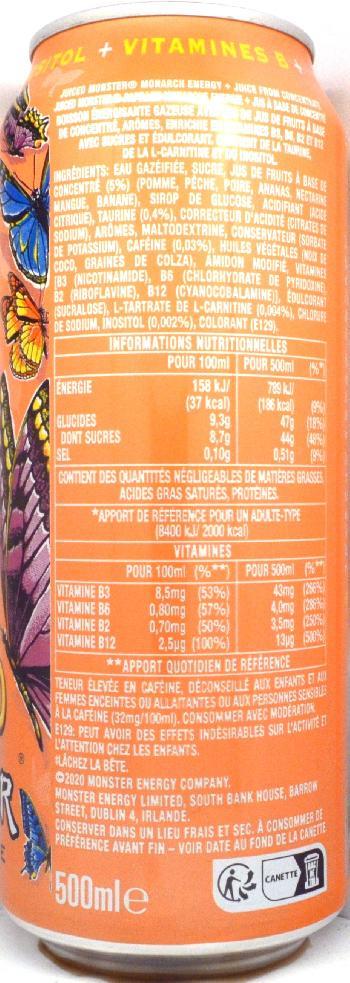 SITOL + VITAMINES B +
JUICED MONSTER® MONARCH ENERGY + JUICE FROM CONCENTRATE
JUICED MONSTER® + JUS À BASE DE CONCENTRÉ
BOISSON ÉNERGISANTE GAZEUSE DE JUS DE FRUITS À BASE
DE CONCENTRÉ, ARÔMES, ENRICHIE B3, B6, B2 ET B12
AVEC SUCRES ET ÉDULCORANT, DE LA TAURINE,
DE LA L-CARNITINE ET DU INOSITOL.
INGRÉDIENTS: EAU GAZÉIFIÉE, SUCRE, JUS DE FRUITS À BASE DE
CONCENTRÉ (5%) (POMME, PÊCHE, POIRE, ANANAS, NECTARINE
MANGUE, BANANE), SIROP DE GLUCOSE, ACIDIFIANT (ACIDE
CITRIQUE), TAURINE (0,4%), CORRECTEUR D'ACIDITÉ (CITRATES DE
SODIUM), ARÔMES, MALTODEXTRINE, CONSERVATEUR (SORBATE
DE POTASSIUM), CAFÉINE (0,03%), HUILES VÉGÉTALES (NOIX DE
COCO, GRAINES DE COLZA), AMIDON MODIFIÉ, VITAMINES
[B3 (NICOTINAMIDE), B6 (CHLORHYDRATE DE PYRIDOXINE),
B2 (RIBOFLAVINE), B12 (CYANOCOBALAMINE)], ÉDULCORANT
(SUCRALOSE), L-TARTRATE DE L-CARNITINE (0,004%), CHLORURE
DE SODIUM, INOSITOL (0,002%), COLORANT (E129).
INFORMATIONS NUTRITIONNELLES
POUR 100ml POUR 500ml (%*)
ÉNERGIE 158 kJ/ 789 kJ/
(37 kcal) (186 kcal) (9%)
GLUCIDES 9,3g 47g (18%)
DONT SUCRES 8,7g 44g (48%)
SEL 0,10g 0,51g (9%)
CONTIENT DES QUANTITÉS NÉGLIGEABLES DE MATIÈRES GRASSES,
ACIDES GRAS SATURÉS, PROTÉINES.
*APPORT DE RÉFÉRENCE POUR UN ADULTE-TYPE
(8400 kJ/ 2000 kcal)
VITAMINES
POUR 100ml (%**) POUR 500ml (%**)
VITAMINE B3 8,5mg (53%) 43mg (266%)
VITAMINE B6 0,80mg (57%) 4,0mg (286%)
VITAMINE B2 0,70mg (50%) 3,5mg (250%)
VITAMINE B12 2,5µg (100%) 13µg (500%)
**APPORT QUOTIDIEN DE RÉFÉRENCE
TENEUR ÉLEVÉE EN CAFÉINE, DÉCONSEILLÉ AUX ENFANTS ET AUX
FEMMES ENCEINTES OU ALLAITANTES OU AUX PERSONNES SENSIBLES
À LA CAFÉINE (32mg/100ml). CONSOMMER AVEC MODÉRATION.
E129: PEUT AVOIR DES EFFETS INDÉSIRABLES SUR L'ACTIVITÉ ET
L'ATTENTION CHEZ LES ENFANTS.
#LÂCHEZ LA BÊTE.
©2020 MONSTER ENERGY COMPANY.
MONSTER ENERGY LIMITED, SOUTH BANK HOUSE, BARROW
STREET, DUBLIN 4, IRLANDE.
CONSERVER DANS UN LIEU FRAIS ET SEC. À CONSOMMER DE
PRÉFÉRENCE AVANT FIN – VOIR DATE AU FOND DE LA CANETTE
500ml e
CANETTE